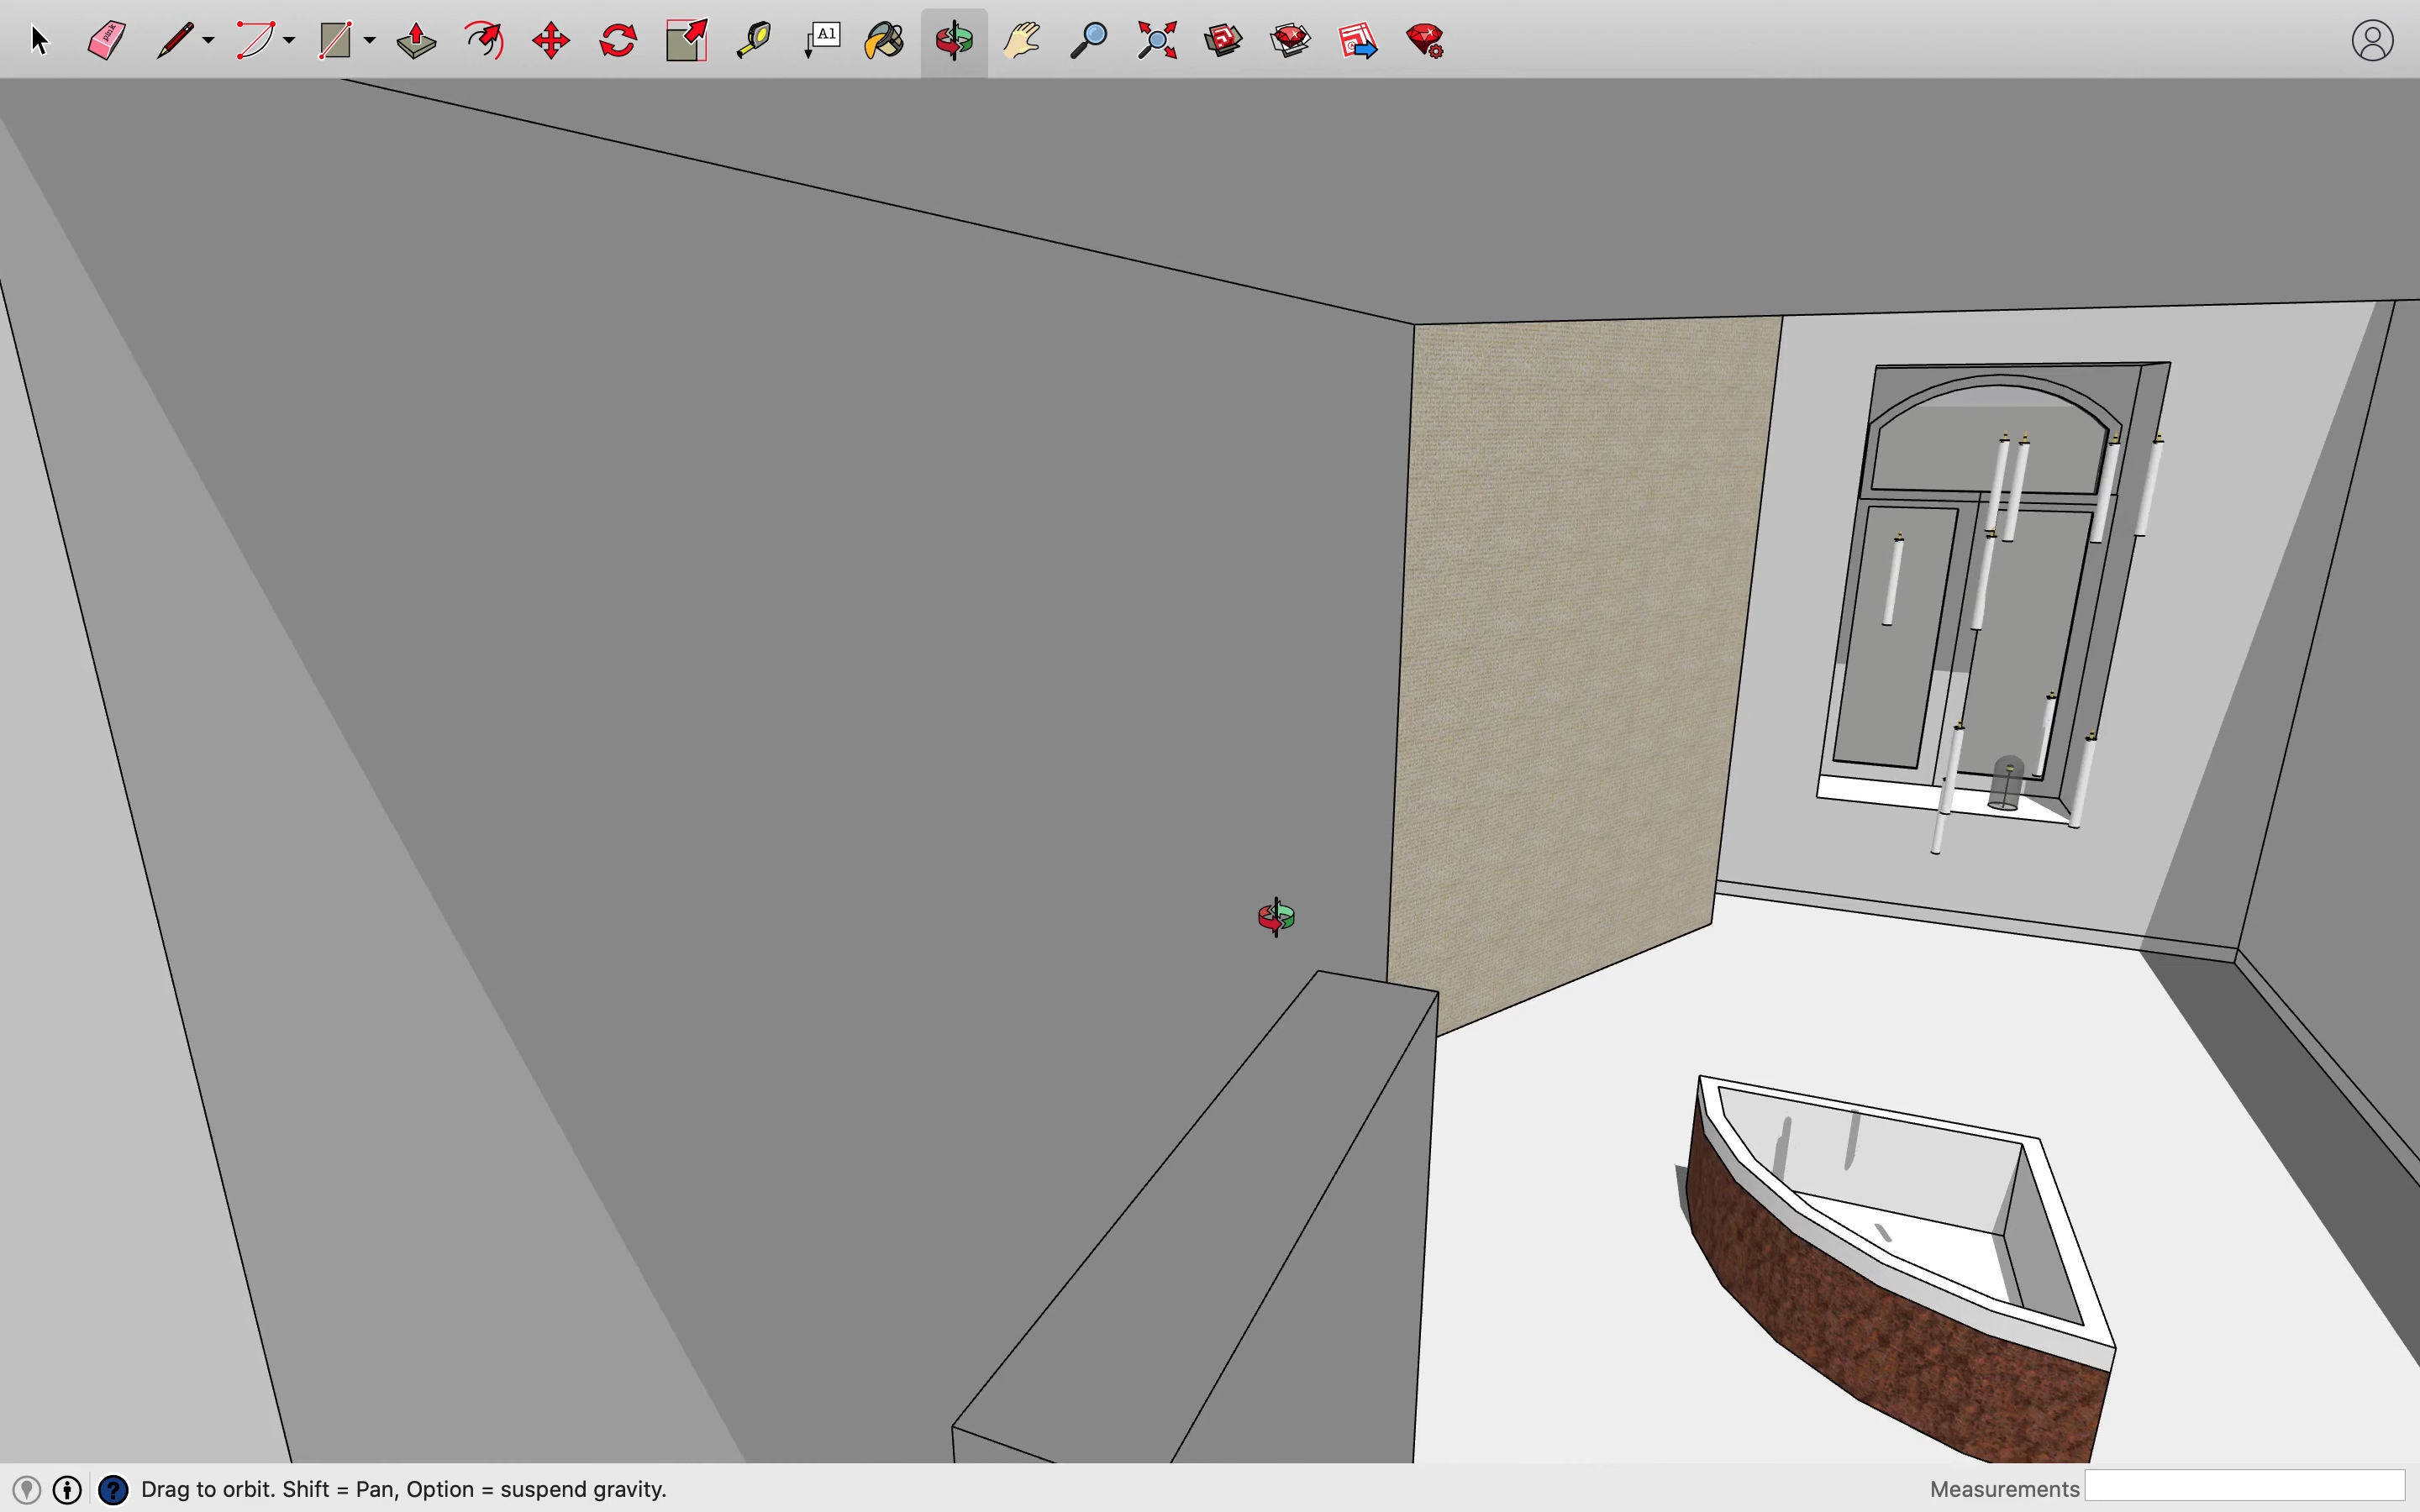 A1
Drag to orbit. Shift = Pan, Option = suspend gravity.
Measurements